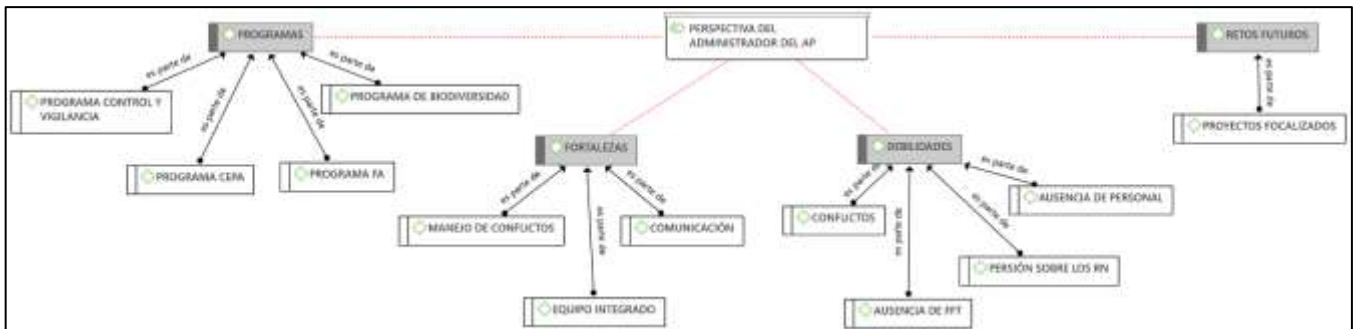 PROGRAMAS
PERSPECTIVA DEL
ADMINISTRADOR DEL AP
RETOS FUTUROS
es parte de
es parte de
es parte de
es parte de
es parte de
PROGRAMA CONTROL Y
VIGILANCIA
PROGRAMA DE BIODIVERSIDAD
PROYECTOS FOCALIZADOS
PROGRAMA CEPA
PROGRAMA FA
FORTALEZAS
DEBILIDADES
es parte de
es parte de
es parte de
es parte de
es parte de
es parte de
es parte de
MANEJO DE CONFLICTOS
COMUNICACIÓN
CONFLICTOS
AUSENCIA DE PERSONAL
EQUIPO INTEGRADO
AUSENCIA DE FFT
PERSIÓN SOBRE LOS RN